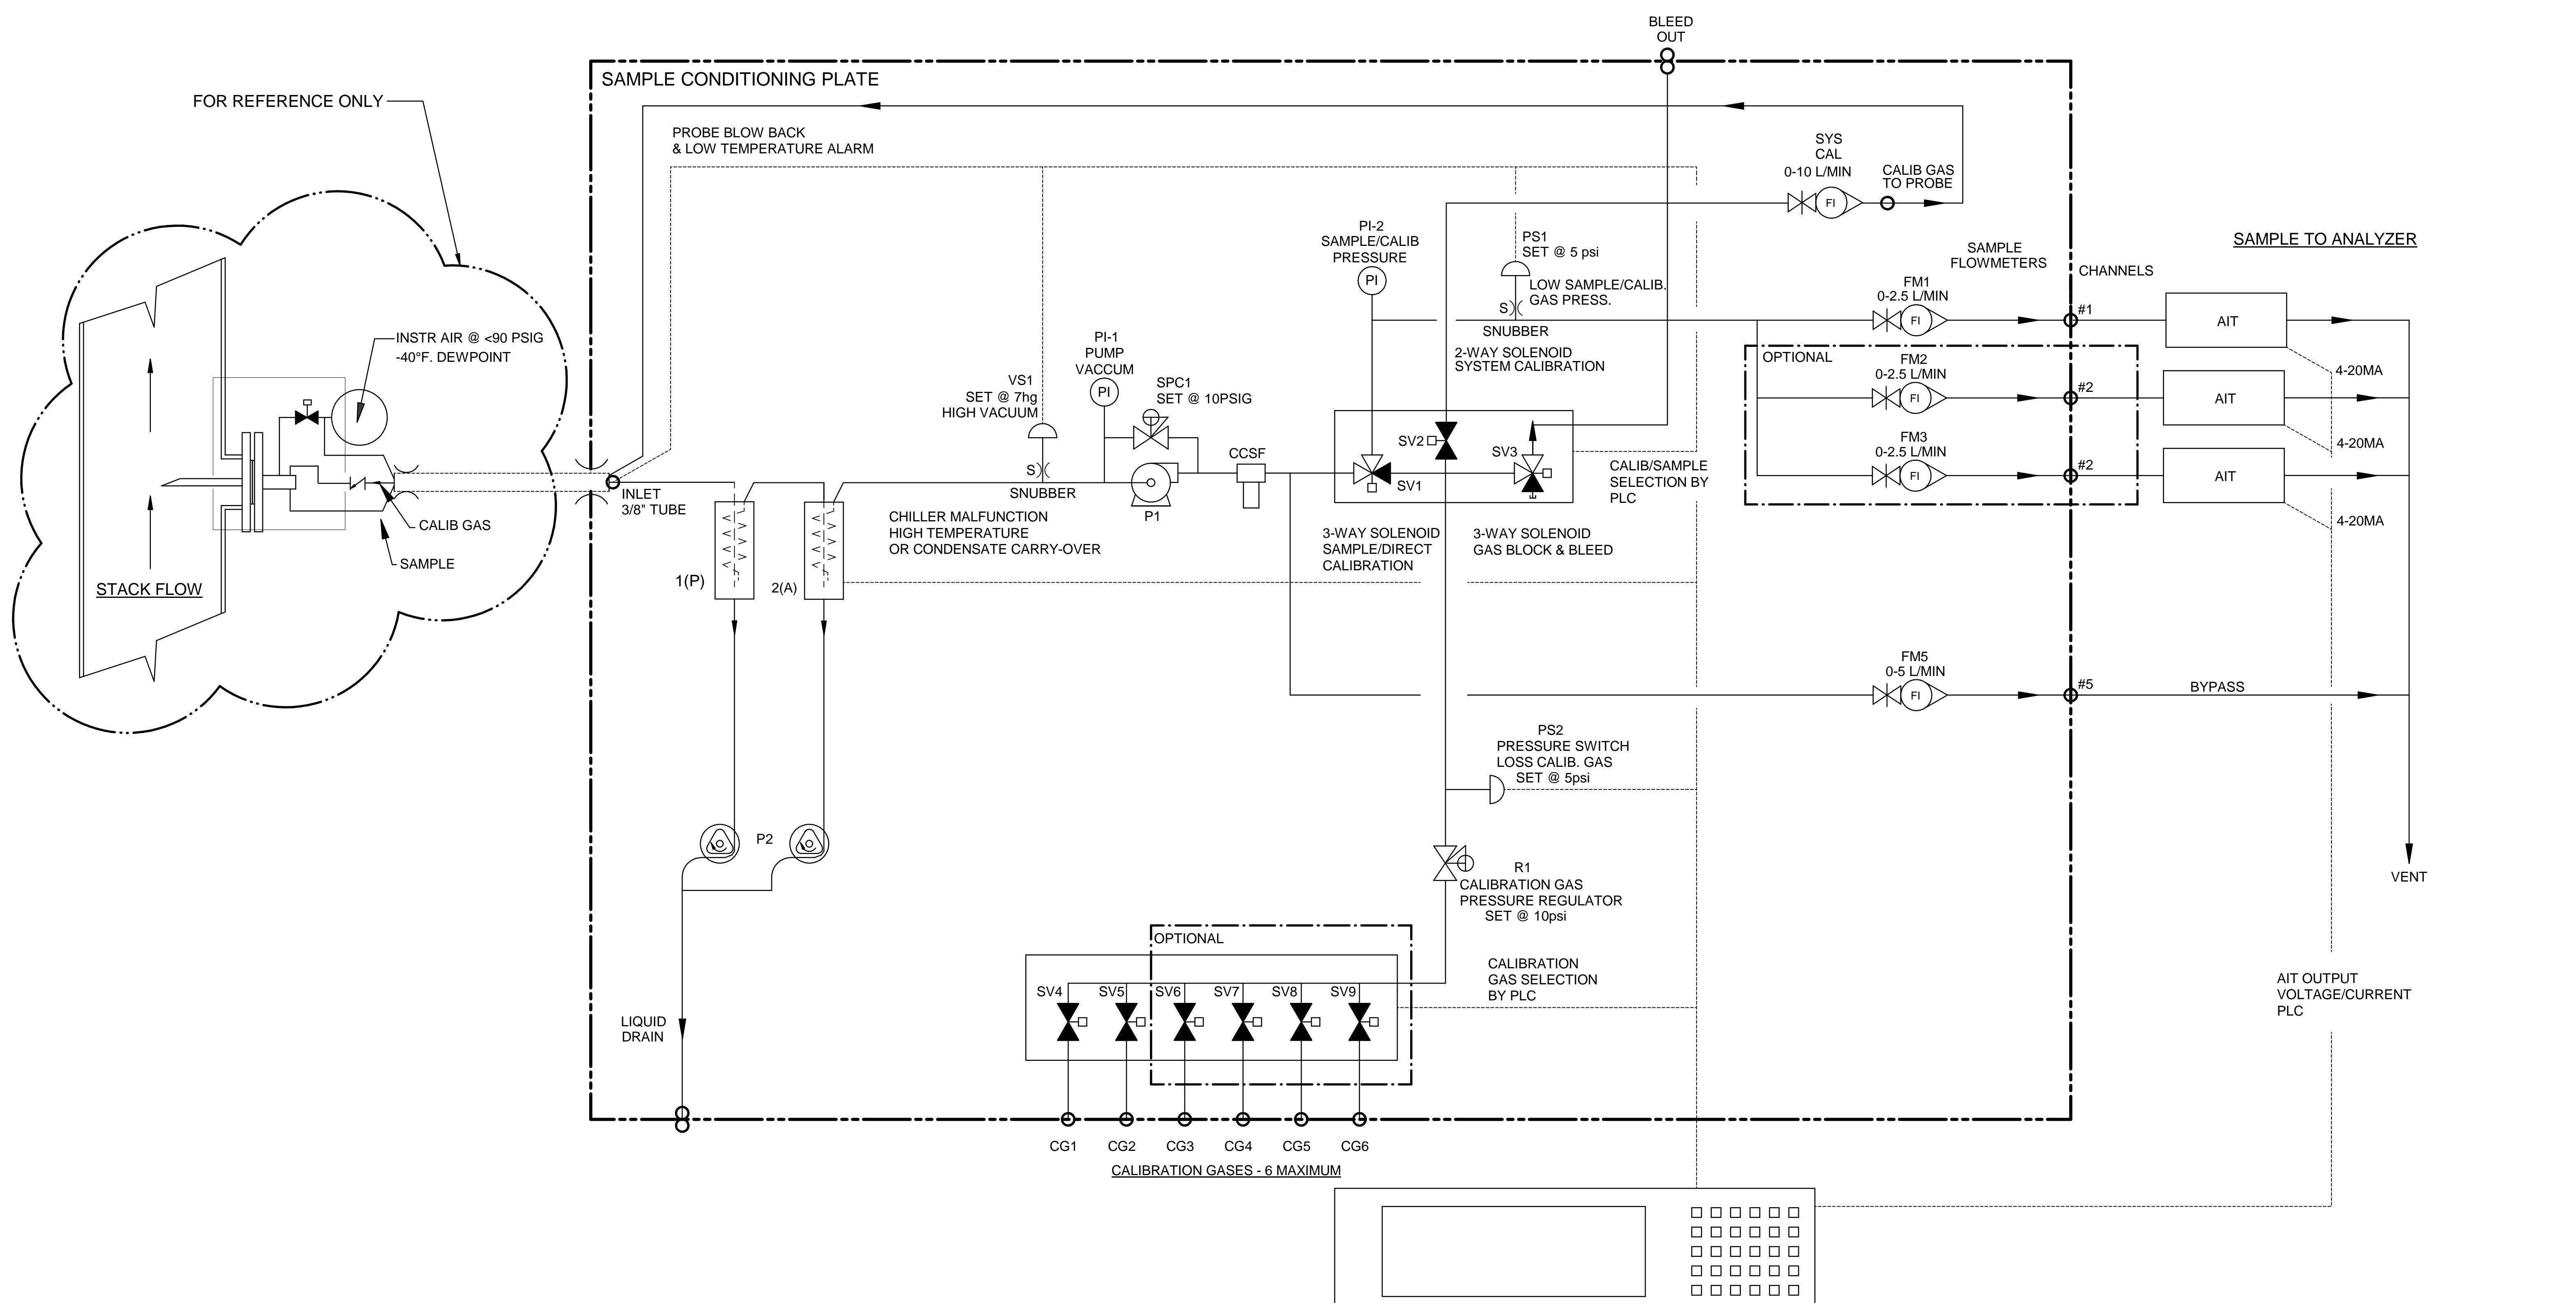 BLEED
OUT
SAMPLE CONDITIONING PLATE
FOR REFERENCE ONLY
PROBE BLOW BACK
& LOW TEMPERATURE ALARM
SYS
CAL
0-10 L/MIN
FI
CALIB GAS
TO PROBE
PI-2
SAMPLE/CALIB
PRESSURE
PI
PS1
SET @ 5 psi
LOW SAMPLE/CALIB.
GAS PRESS.
S
SNUBBER
SAMPLE
FLOWMETERS
CHANNELS
SAMPLE TO ANALYZER
FM1
0-2.5 L/MIN
FI
#1
AIT
4-20MA
OPTIONAL
FM2
0-2.5 L/MIN
FI
#2
AIT
4-20MA
FM3
0-2.5 L/MIN
FI
#2
AIT
4-20MA
INSTR AIR @ <90 PSIG
-40°F. DEWPOINT
CALIB GAS
SAMPLE
STACK FLOW
INLET
3/8" TUBE
VS1
SET @ 7hg
HIGH VACUUM
S
SNUBBER
PI-1
PUMP
VACCUM
PI
SPC1
SET @ 10PSIG
P1
CCSF
2-WAY SOLENOID
SYSTEM CALIBRATION
SV2
SV3
SV1
CALIB/SAMPLE
SELECTION BY
PLC
CHILLER MALFUNCTION
HIGH TEMPERATURE
OR CONDENSATE CARRY-OVER
3-WAY SOLENOID
SAMPLE/DIRECT
CALIBRATION
3-WAY SOLENOID
GAS BLOCK & BLEED
1(P)
2(A)
FM5
0-5 L/MIN
FI
#5
BYPASS
PS2
PRESSURE SWITCH
LOSS CALIB. GAS
SET @ 5psi
P2
R1
CALIBRATION GAS
PRESSURE REGULATOR
SET @ 10psi
VENT
OPTIONAL
CALIBRATION
GAS SELECTION
BY PLC
SV4
SV5
SV6
SV7
SV8
SV9
LIQUID
DRAIN
AIT OUTPUT
VOLTAGE/CURRENT
PLC
CG1
CG2
CG3
CG4
CG5
CG6
CALIBRATION GASES - 6 MAXIMUM